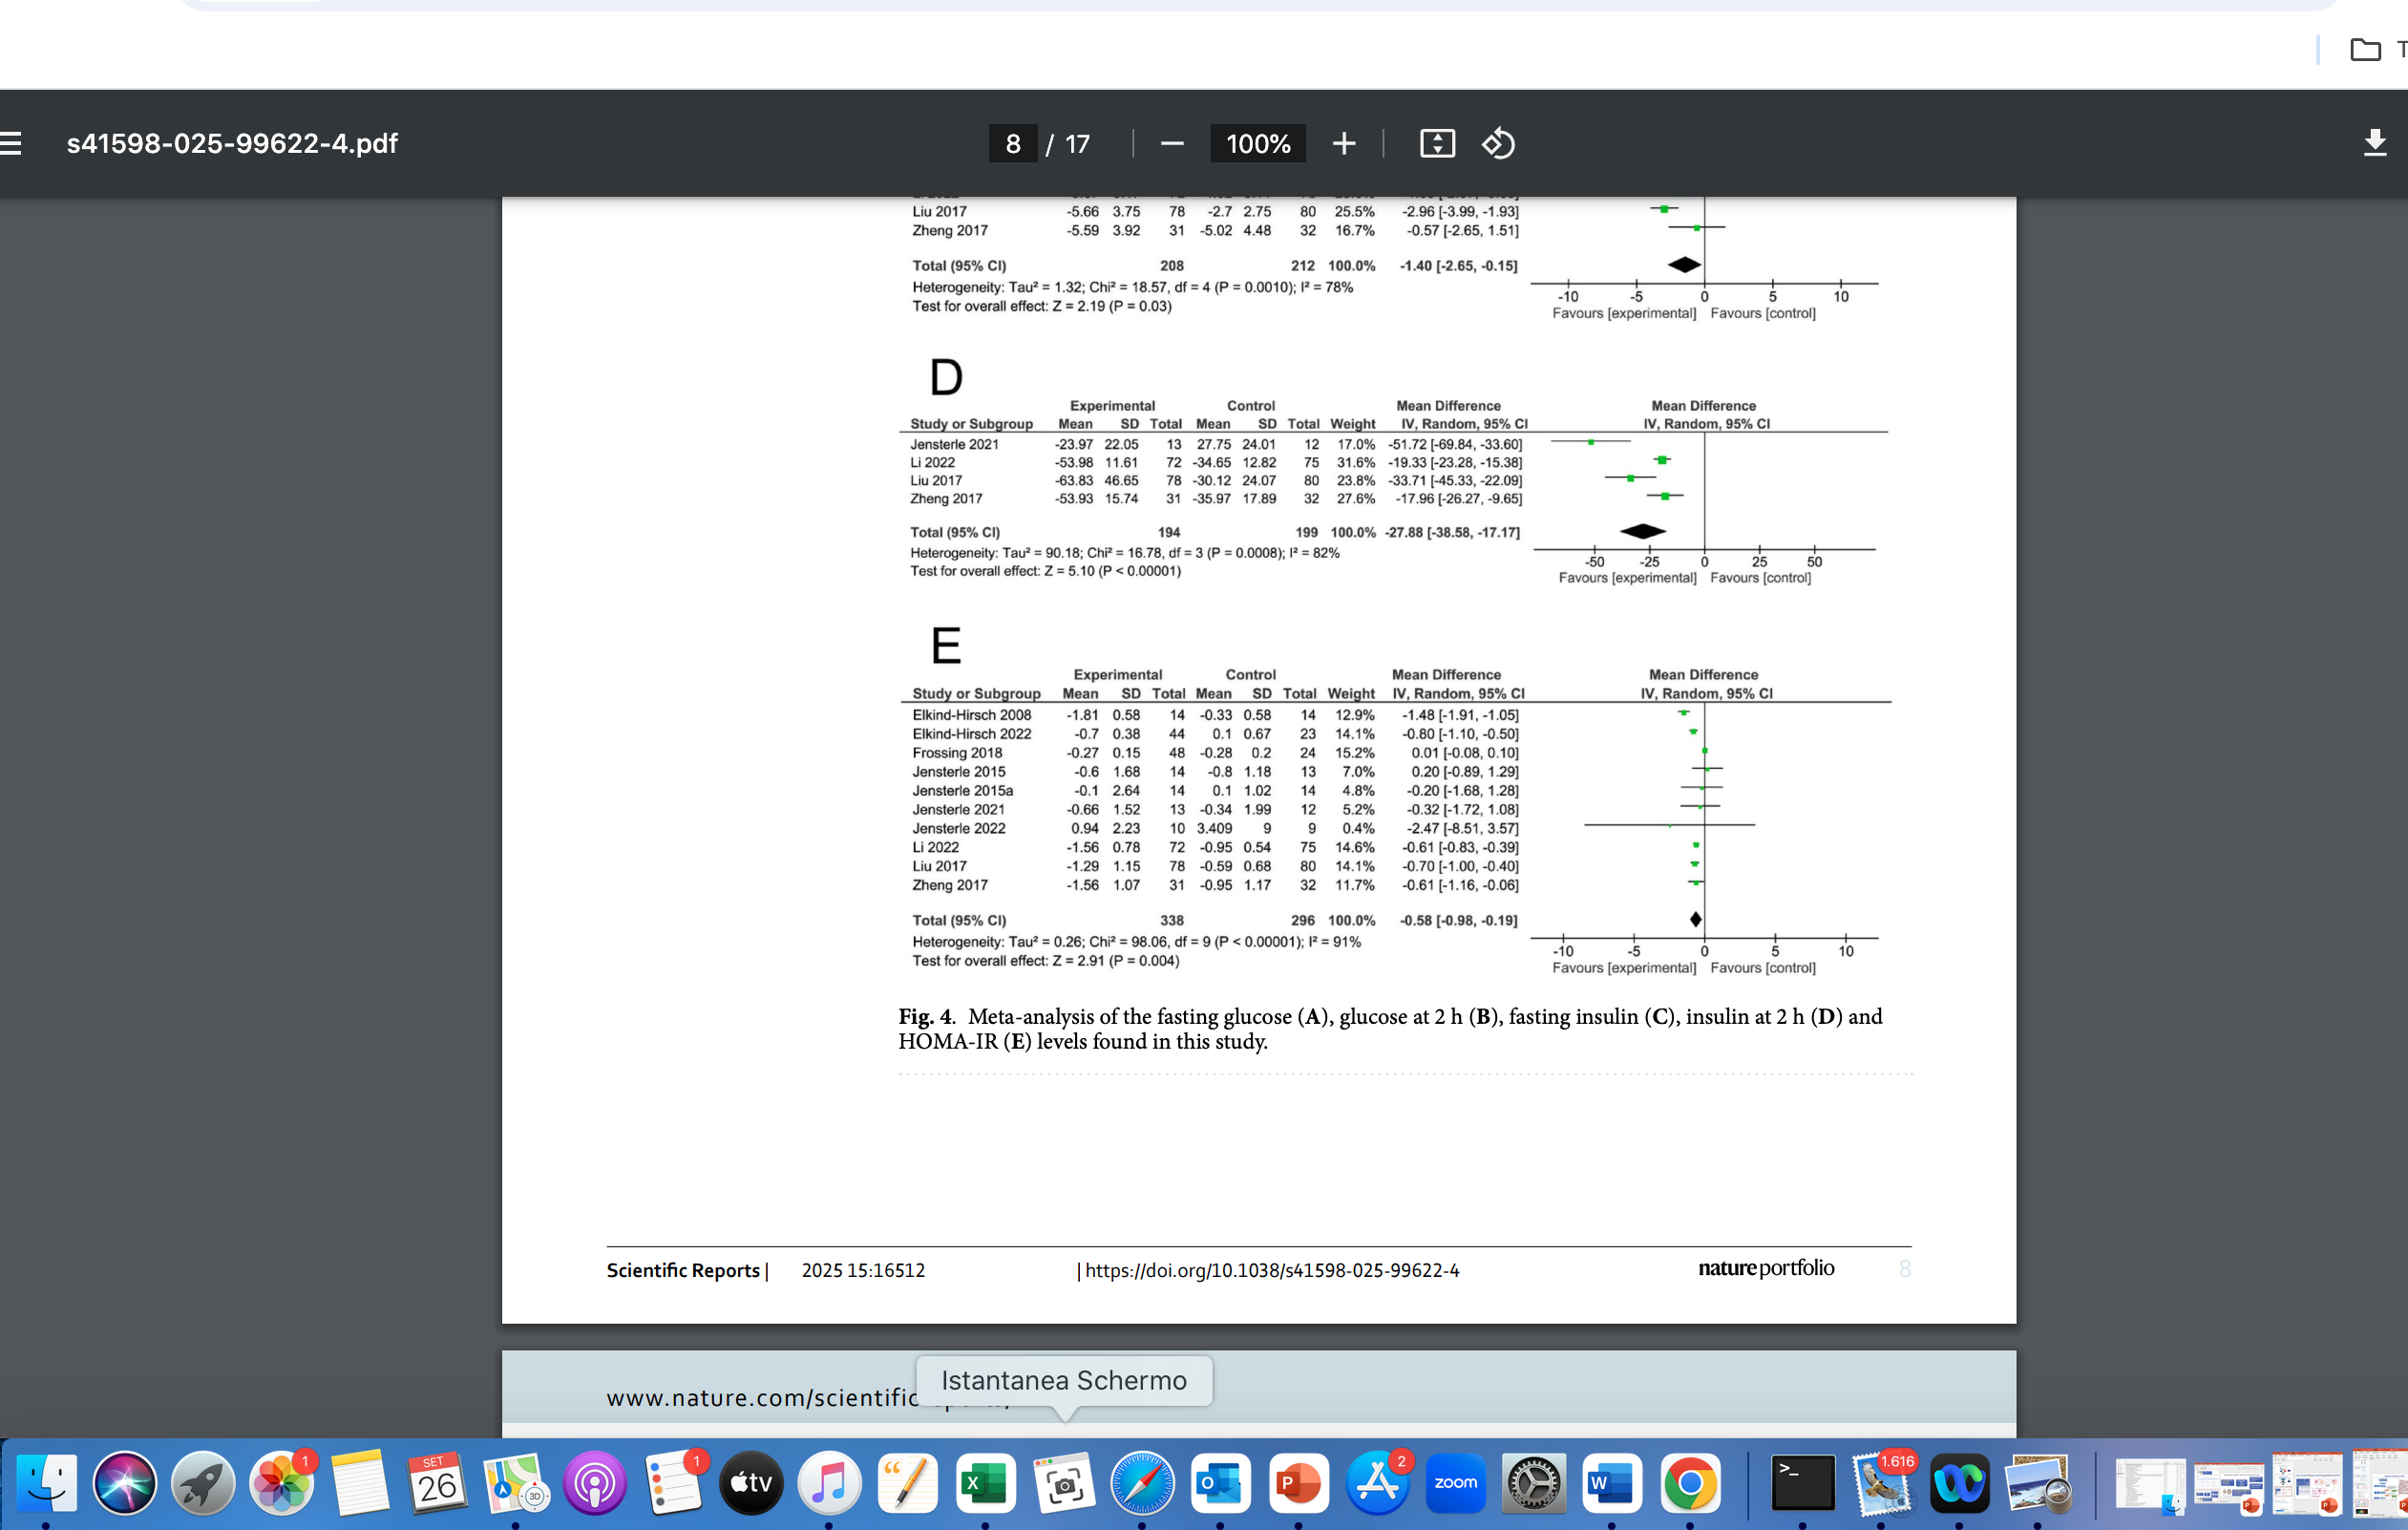 s41598-025-99622-4.pdf
8 / 17
100%
Liu 2017 -5.66 3.75 78 -2.7 2.75 80 25.5% -2.96 [-3.99, -1.93]
Zheng 2017 -5.59 3.92 31 -5.02 4.48 32 16.7% -0.57 [-2.65, 1.51]
Total (95% CI) 208 212 100.0% -1.40 [-2.65, -0.15]
Heterogeneity: Tau² = 1.32; Chi² = 18.57, df = 4 (P = 0.0010); I² = 78%
Test for overall effect: Z = 2.19 (P = 0.03)
-10 -5 0 5 10
Favours [experimental] Favours [control]
D
Experimental Control Mean Difference Mean Difference
Study or Subgroup Mean SD Total Mean SD Total Weight IV, Random, 95% CI IV, Random, 95% CI
Jensterle 2021 -23.97 22.05 13 27.75 24.01 12 17.0% -51.72 [-69.84, -33.60]
Li 2022 -53.98 11.61 72 -34.65 12.82 75 31.6% -19.33 [-23.28, -15.38]
Liu 2017 -63.83 46.65 78 -30.12 24.07 80 23.8% -33.71 [-45.33, -22.09]
Zheng 2017 -53.93 15.74 31 -35.97 17.89 32 27.6% -17.96 [-26.27, -9.65]
Total (95% CI) 194 199 100.0% -27.88 [-38.58, -17.17]
Heterogeneity: Tau² = 90.18; Chi² = 16.78, df = 3 (P = 0.0008); I² = 82%
Test for overall effect: Z = 5.10 (P < 0.00001)
-50 -25 0 25 50
Favours [experimental] Favours [control]
E
Experimental Control Mean Difference Mean Difference
Study or Subgroup Mean SD Total Mean SD Total Weight IV, Random, 95% CI IV, Random, 95% CI
Elkind-Hirsch 2008 -1.81 0.58 14 -0.33 0.58 14 12.9% -1.48 [-1.91, -1.05]
Elkind-Hirsch 2022 -0.7 0.38 44 0.1 0.67 23 14.1% -0.80 [-1.10, -0.50]
Frossing 2018 -0.27 0.15 48 -0.28 0.2 24 15.2% 0.01 [-0.08, 0.10]
Jensterle 2015 -0.6 1.68 14 -0.8 1.18 13 7.0% 0.20 [-0.89, 1.29]
Jensterle 2015a -0.1 2.64 14 0.1 1.02 14 4.8% -0.20 [-1.68, 1.28]
Jensterle 2021 -0.66 1.52 13 -0.34 1.99 12 5.2% -0.32 [-1.72, 1.08]
Jensterle 2022 0.94 2.23 10 3.409 9 9 0.4% -2.47 [-8.51, 3.57]
Li 2022 -1.56 0.78 72 -0.95 0.54 75 14.6% -0.61 [-0.83, -0.39]
Liu 2017 -1.29 1.15 78 -0.59 0.68 80 14.1% -0.70 [-1.00, -0.40]
Zheng 2017 -1.56 1.07 31 -0.95 1.17 32 11.7% -0.61 [-1.16, -0.06]
Total (95% CI) 338 296 100.0% -0.58 [-0.98, -0.19]
Heterogeneity: Tau² = 0.26; Chi² = 98.06, df = 9 (P < 0.00001); I² = 91%
Test for overall effect: Z = 2.91 (P = 0.004)
-10 -5 0 5 10
Favours [experimental] Favours [control]
Fig. 4. Meta-analysis of the fasting glucose (A), glucose at 2 h (B), fasting insulin (C), insulin at 2 h (D) and
HOMA-IR (E) levels found in this study.
Scientific Reports | 2025 15:16512 | https://doi.org/10.1038/s41598-025-99622-4 natureportfolio 8
Istantanea Schermo
www.nature.com/scientific
1 SET 26 3D 1 tv X O P 2 zoom W >_ 1.616